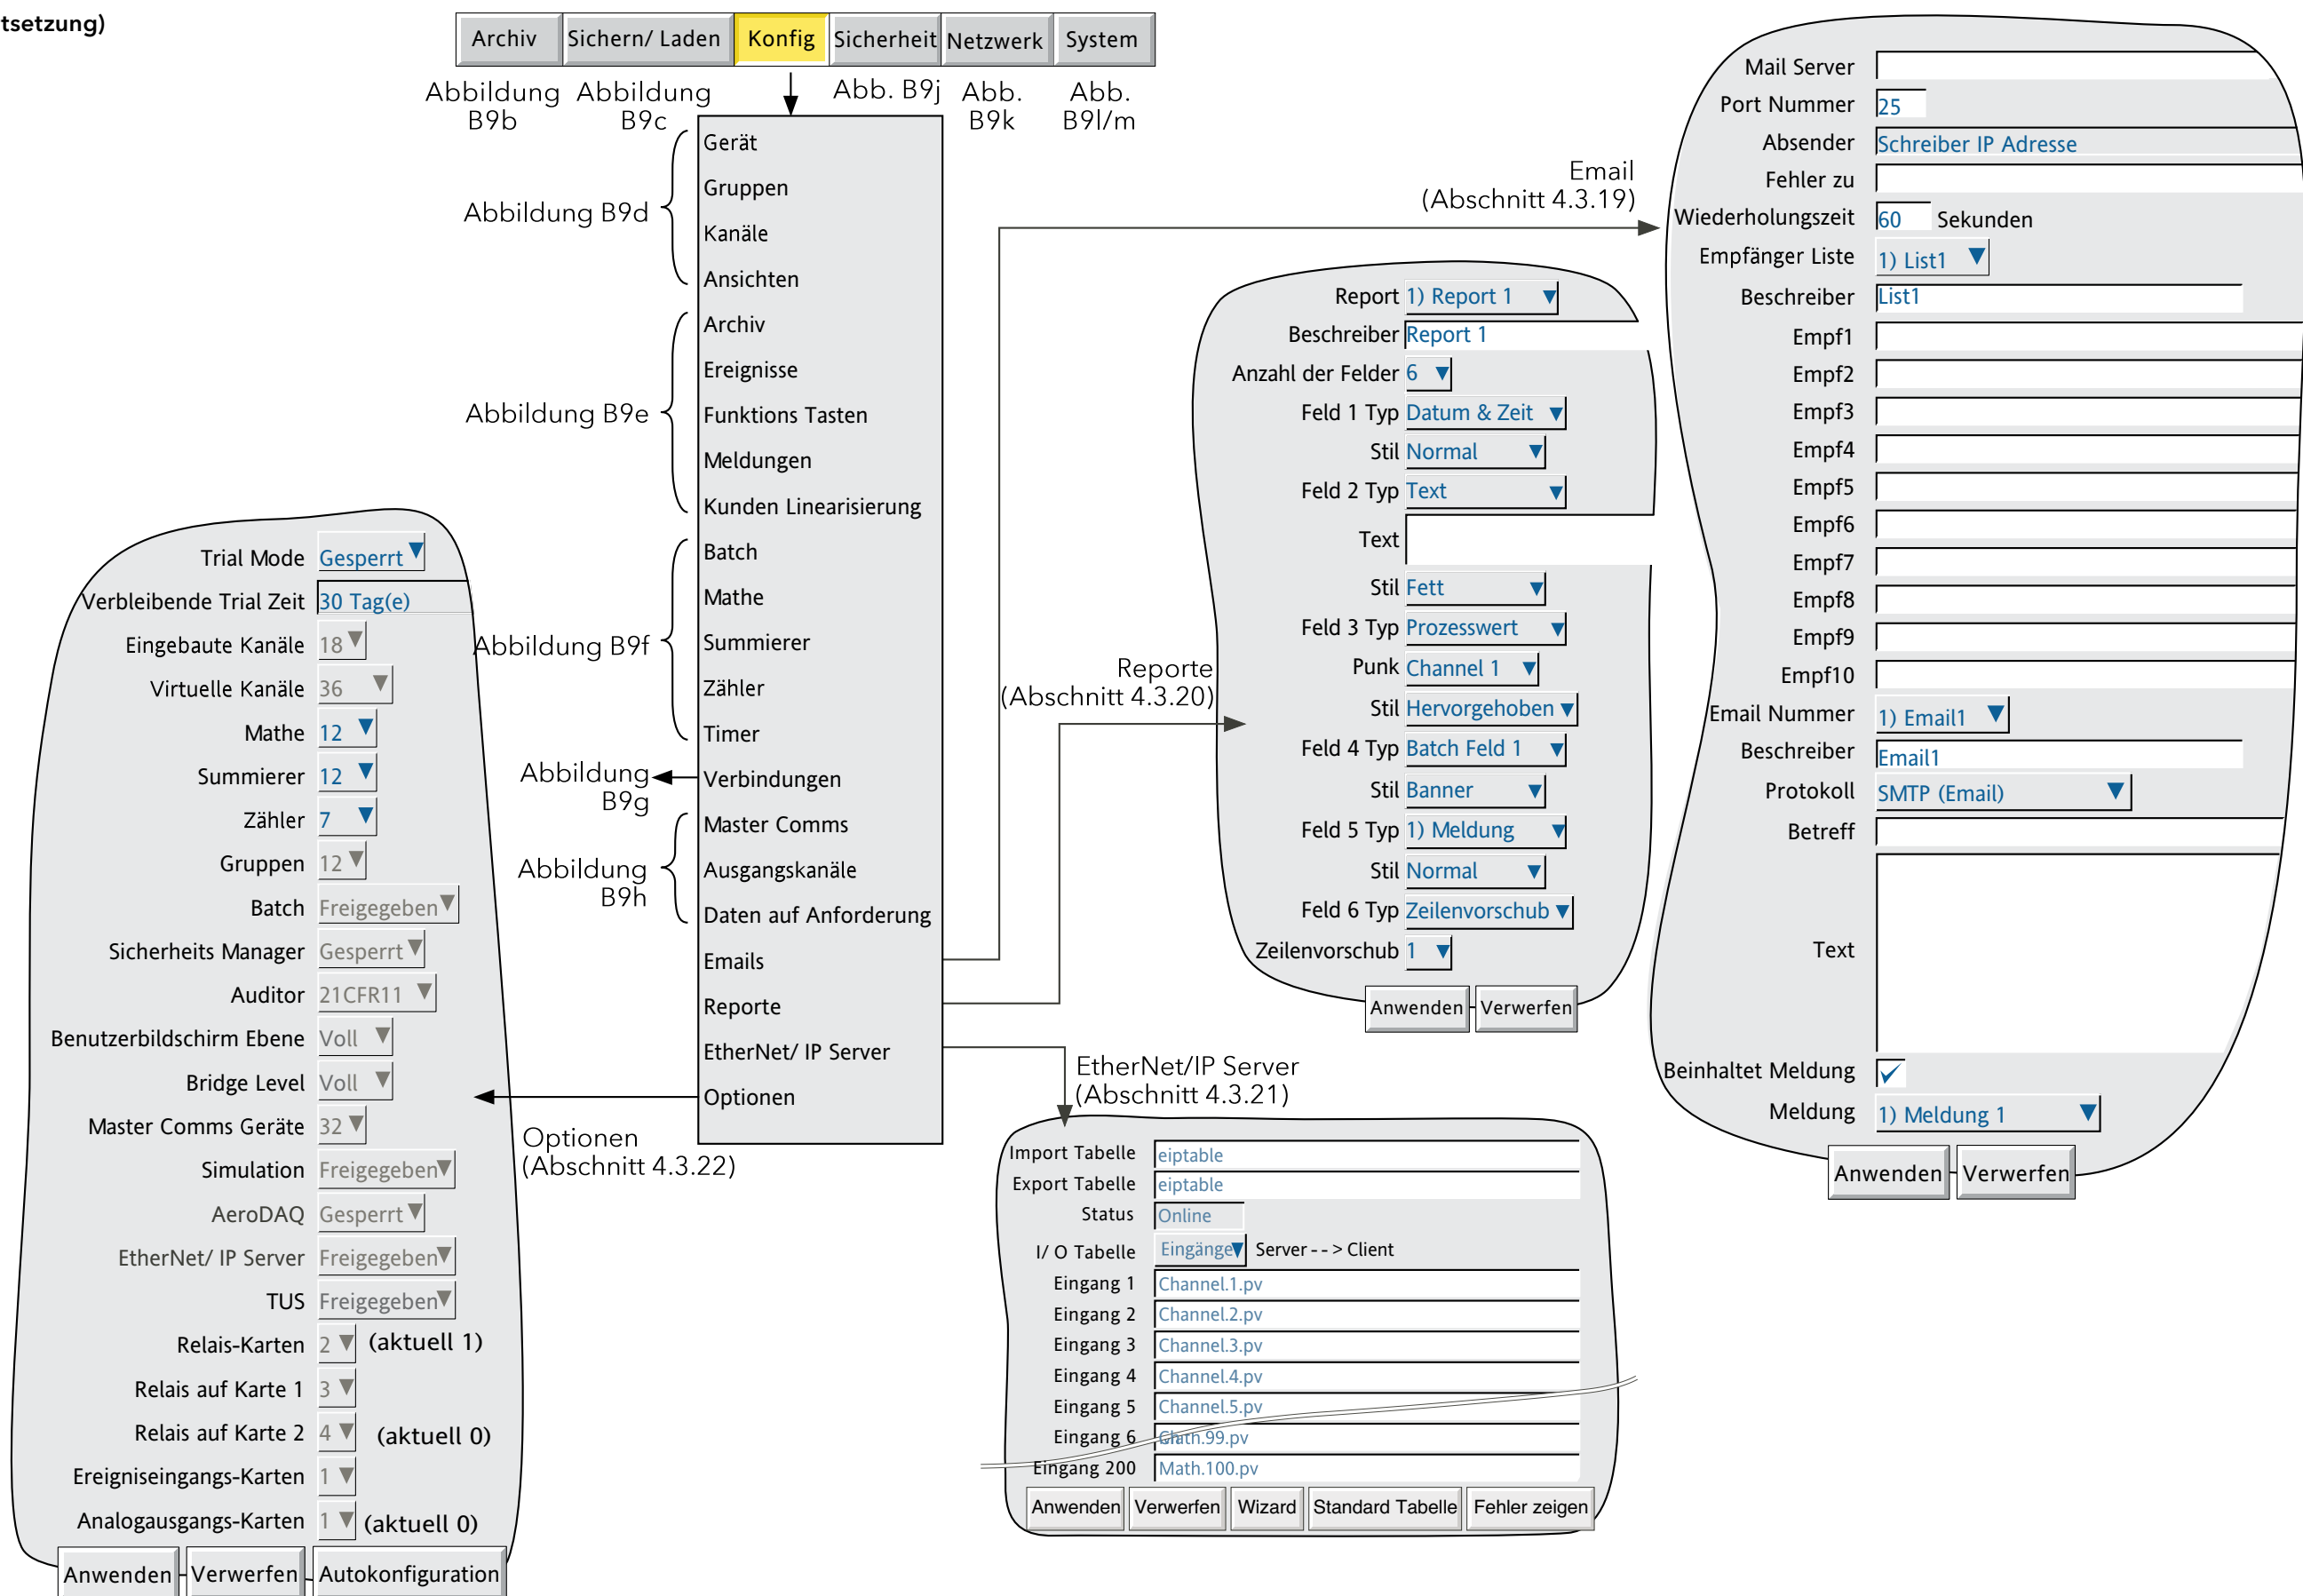 tsetzung)
Archiv
Sichern/ Laden
Konfig
Sicherheit
Netzwerk
System
Abbildung
B9b
Abbildung
B9c
Abb. B9j
Abb.
B9k
Abb.
B9l/m
Gerät
Gruppen
Kanäle
Ansichten
Archiv
Ereignisse
Funktions Tasten
Meldungen
Kunden Linearisierung
Batch
Mathe
Summierer
Zähler
Timer
Verbindungen
Master Comms
Ausgangskanäle
Daten auf Anforderung
Emails
Reporte
EtherNet/ IP Server
Optionen
Abbildung B9d
Abbildung B9e
Abbildung B9f
Abbildung
B9g
Abbildung
B9h
Optionen
(Abschnitt 4.3.22)
Trial Mode Gesperrt
Verbleibende Trial Zeit 30 Tag(e)
Eingebaute Kanäle 18
Virtuelle Kanäle 36
Mathe 12
Summierer 12
Zähler 7
Gruppen 12
Batch Freigegeben
Sicherheits Manager Gesperrt
Auditor 21CFR11
Benutzerbildschirm Ebene Voll
Bridge Level Voll
Master Comms Geräte 32
Simulation Freigegeben
AeroDAQ Gesperrt
EtherNet/ IP Server Freigegeben
TUS Freigegeben
Relais-Karten 2 (aktuell 1)
Relais auf Karte 1 3
Relais auf Karte 2 4 (aktuell 0)
Ereigniseingangs-Karten 1
Analogausgangs-Karten 1 (aktuell 0)
Anwenden Verwerfen Autokonfiguration
Reporte
(Abschnitt 4.3.20)
Report 1) Report 1
Beschreiber Report 1
Anzahl der Felder 6
Feld 1 Typ Datum & Zeit
Stil Normal
Feld 2 Typ Text
Text
Stil Fett
Feld 3 Typ Prozesswert
Punk Channel 1
Stil Hervorgehoben
Feld 4 Typ Batch Feld 1
Stil Banner
Feld 5 Typ 1) Meldung
Stil Normal
Feld 6 Typ Zeilenvorschub
Zeilenvorschub 1
Anwenden Verwerfen
EtherNet/IP Server
(Abschnitt 4.3.21)
Import Tabelle eiptable
Export Tabelle eiptable
Status Online
I/ O Tabelle Eingänge Server - - > Client
Eingang 1 Channel.1.pv
Eingang 2 Channel.2.pv
Eingang 3 Channel.3.pv
Eingang 4 Channel.4.pv
Eingang 5 Channel.5.pv
Eingang 6 .99.pv
Eingang 200 Math.100.pv
Anwenden Verwerfen Wizard Standard Tabelle Fehler zeigen
Email
(Abschnitt 4.3.19)
Mail Server
Port Nummer 25
Absender Schreiber IP Adresse
Fehler zu
Wiederholungszeit 60 Sekunden
Empfänger Liste 1) List1
Beschreiber List1
Empf1
Empf2
Empf3
Empf4
Empf5
Empf6
Empf7
Empf8
Empf9
Empf10
Email Nummer 1) Email1
Beschreiber Email1
Protokoll SMTP (Email)
Betreff
Text
Beinhaltet Meldung
Meldung 1) Meldung 1
Anwenden Verwerfen